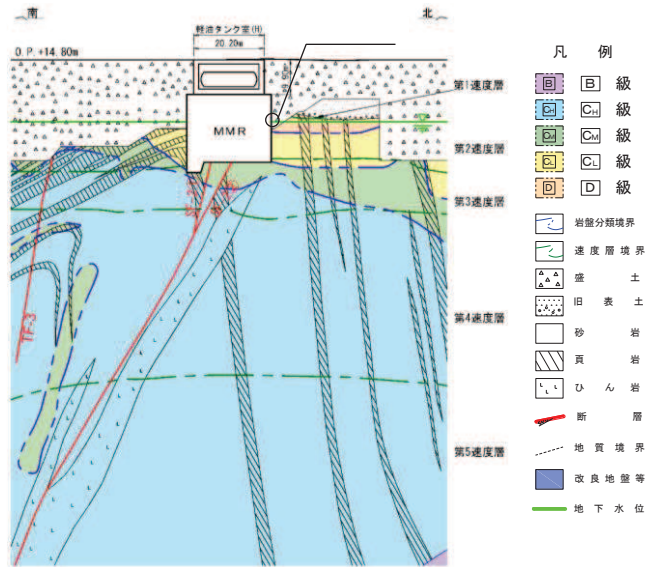 南
北
軽油タンク室(H)
20.20m
O.P.+14.80m
MMR
TF-3
第1速度層
第2速度層
第3速度層
第4速度層
第5速度層
凡 例
B B 級
CH CH 級
CM CM 級
CL CL 級
D D 級
岩盤分類境界
速度層境界
盛 土
旧 表 土
砂 岩
頁 岩
ひ ん 岩
断 層
地 質 境 界
改 良 地 盤 等
地 下 水 位